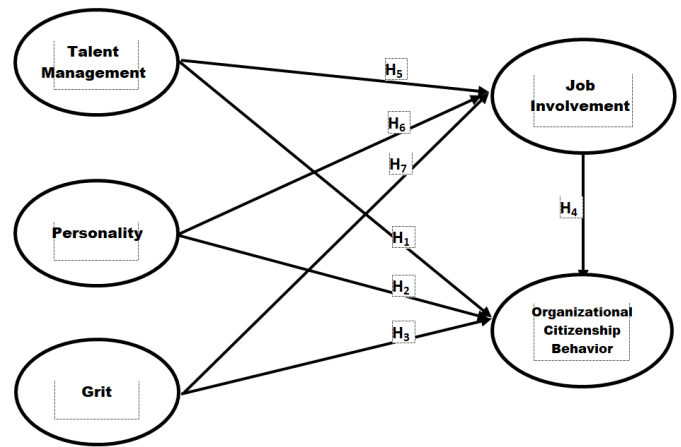 Talent
Management
H₅
Job
Involvement
H₆
H₇
Personality
H₄
H₁
H₂
Organizational
Citizenship
Behavior
H₃
Grit